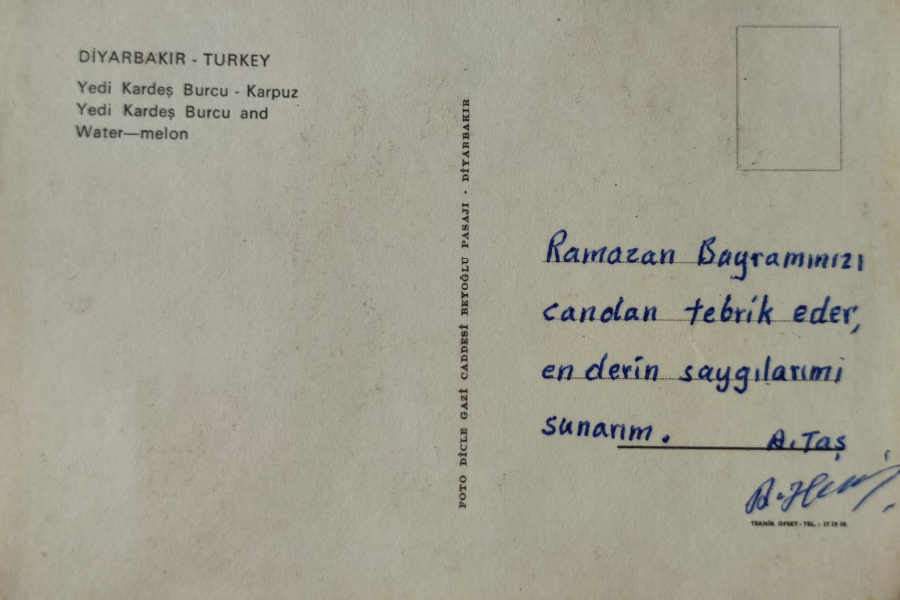 DİYARBAKIR - TURKEY
Yedi Kardeş Burcu - Karpuz
Yedi Kardeş Burcu and
Water—melon
FOTO DİCLE GAZİ CADDESİ BEYOĞLU PASAJI - DİYARBAKIR
Ramazan Bayramınızı
candan tebrik eder,
en derin saygılarımı
sunarım.
A. Taş
TEKNİK OFSET - TEL. :